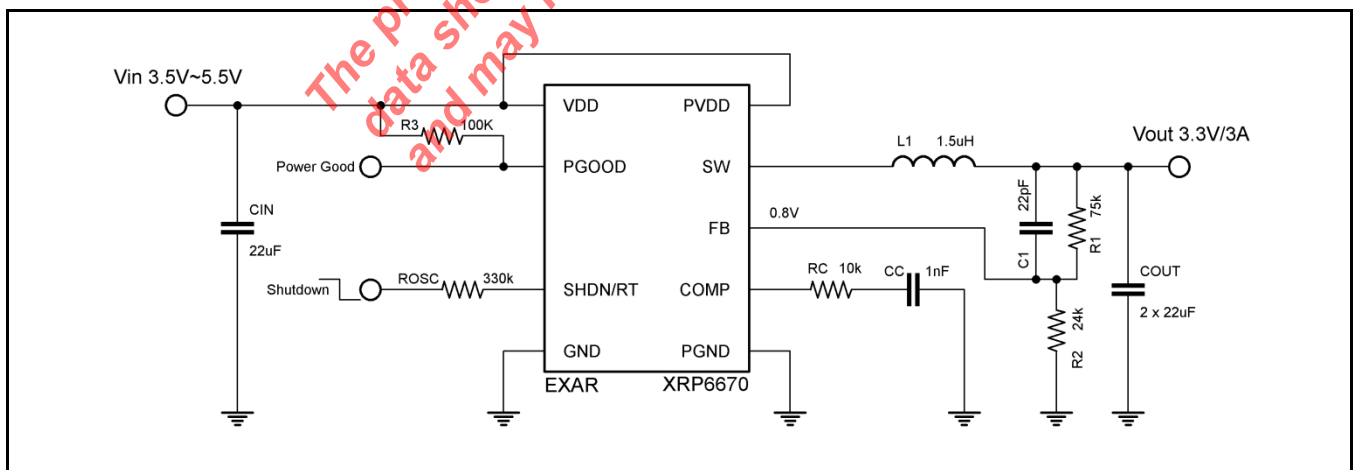 The p
data sho
and may
Vin 3.5V~5.5V
VDD
PVDD
R3
100K
Vout 3.3V/3A
L1
1.5uH
Power Good
PGOOD
SW
22pF
75k
CIN
0.8V
FB
R1
22uF
C1
COUT
RC 10k
CC
1nF
ROSC
330k
Shutdown
SHDN/RT
COMP
2 x 22uF
24k
GND
PGND
R2
EXAR
XRP6670